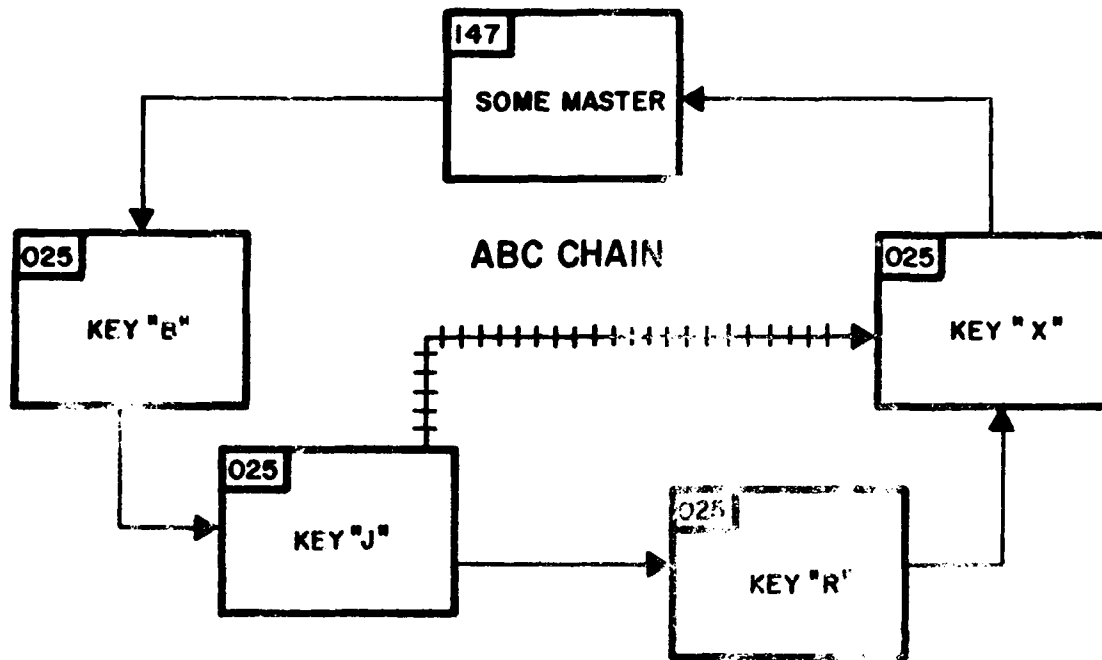 147
SOME MASTER
025
KEY "B"
ABC CHAIN
025
KEY "X"
025
KEY "J"
025
KEY "R"